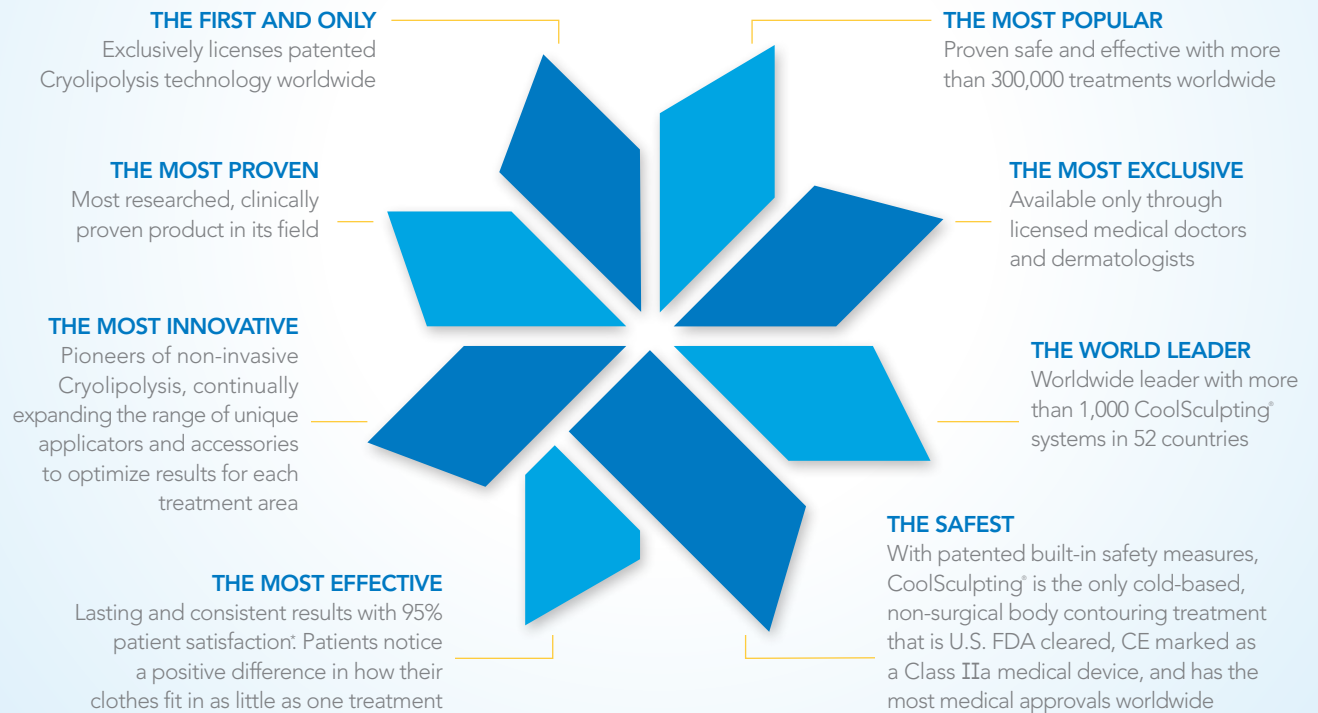 THE FIRST AND ONLY
Exclusively licenses patented
Cryolipolysis technology worldwide
THE MOST PROVEN
Most researched, clinically
proven product in its field
THE MOST INNOVATIVE
Pioneers of non-invasive
Cryolipolysis, continually
expanding the range of unique
applicators and accessories
to optimize results for each
treatment area
THE MOST EFFECTIVE
Lasting and consistent results with 95%
patient satisfaction*. Patients notice
a positive difference in how their
clothes fit in as little as one treatment
THE MOST POPULAR
Proven safe and effective with more
than 300,000 treatments worldwide
THE MOST EXCLUSIVE
Available only through
licensed medical doctors
and dermatologists
THE WORLD LEADER
Worldwide leader with more
than 1,000 CoolSculpting®
systems in 52 countries
THE SAFEST
With patented built-in safety measures,
CoolSculpting® is the only cold-based,
non-surgical body contouring treatment
that is U.S. FDA cleared, CE marked as
a Class IIa medical device, and has the
most medical approvals worldwide